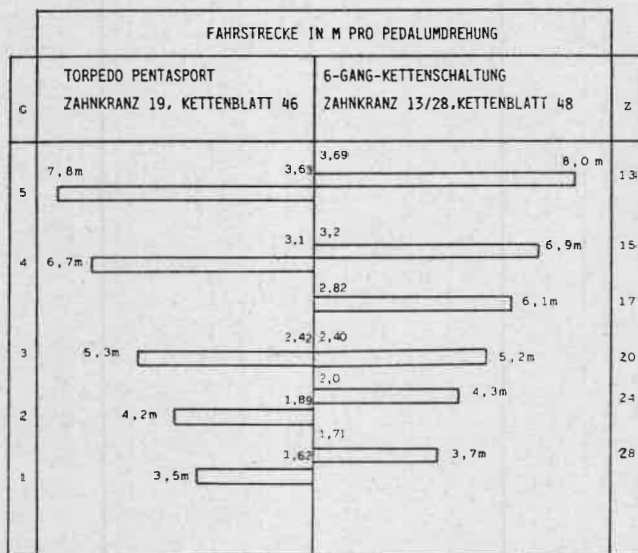 FAHRSTRECKE IN M PRO PEDALUMDREHUNG
TORPEDO PENTASPORT
ZAHNKRANZ 19, KETTENBLATT 46
6-GANG-KETTENSCHALTUNG
ZAHNKRANZ 13/28,KETTENBLATT 48
G
Z
7,8m 3,63 3,69 8,0 m
5 13
3,1 3,2 15
4 6,7m 6,9m
2,82 17
6,1m
2,42 2,40
3 5,3m 5,2m 20
2,0 24
1,89 4,3m
2 4,2m
1,71
1,62 3,7m 28
1 3,5m